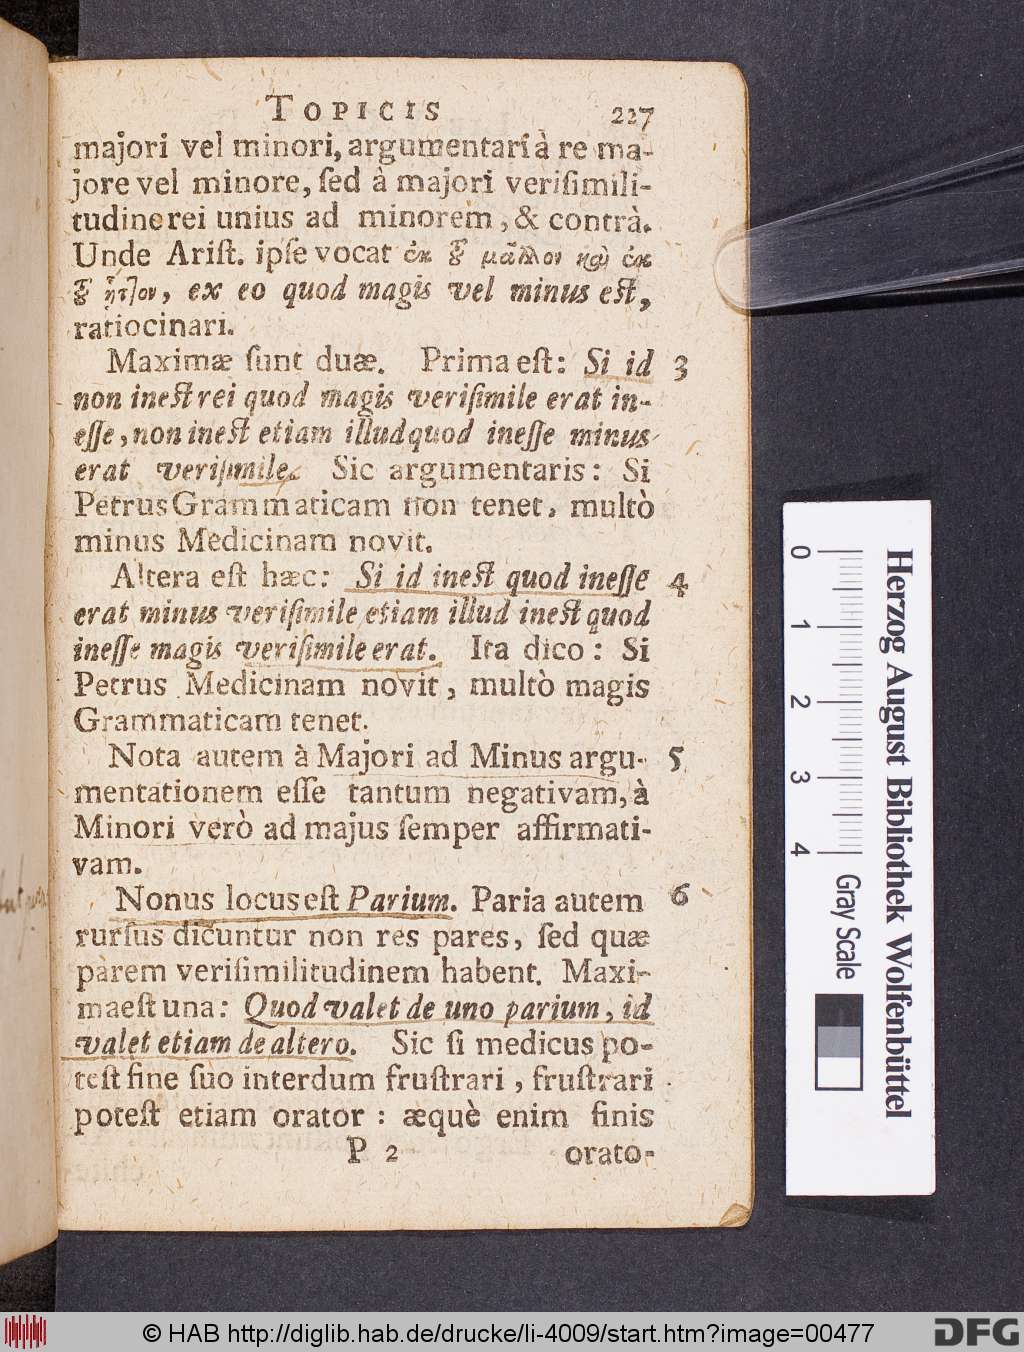 TOPICIS 227
majori vel minori, argumentari à re ma-
jore vel minore, ſed à majori veriſimili-
tudine rei unius ad minorem, & contrà.
Unde Ariſt. ipſe vocat ἐκ τοῦ μᾶλλον καὶ ἐκ
τοῦ ἧττον, ex eo quod magis vel minus eſt,
ratiocinari.
Maximæ ſunt duæ. Prima eſt: Si id 3
non ineſt rei quod magis veriſimile erat in-
eſſe, non ineſt etiam illud quod ineſſe minus
erat veriſimile. Sic argumentaris: Si
Petrus Grammaticam non tenet, multò
minus Medicinam novit.
Altera eſt hæc: Si id ineſt quod ineſſe 4
erat minus veriſimile, etiam illud ineſt quod
ineſſe magis veriſimile erat. Ita dico: Si
Petrus Medicinam novit, multò magis
Grammaticam tenet.
Nota autem à Majori ad Minus argu- 5
mentationem eſſe tantum negativam, à
Minori verò ad majus ſemper affirmati-
vam.
Nonus locus eſt Parium. Paria autem 6
rurſus dicuntur non res pares, ſed quæ
parem veriſimilitudinem habent. Maxi-
ma eſt una: Quod valet de uno parium, id
valet etiam de altero. Sic ſi medicus po-
teſt fine ſuo interdum fruſtrari, fruſtrari
poteſt etiam orator: æquè enim finis
P 2 orato-
0 1 2 3 4
Gray Scale
Herzog August Bibliothek Wolfenbüttel
© HAB http://diglib.hab.de/drucke/li-4009/start.htm?image=00477
DFG